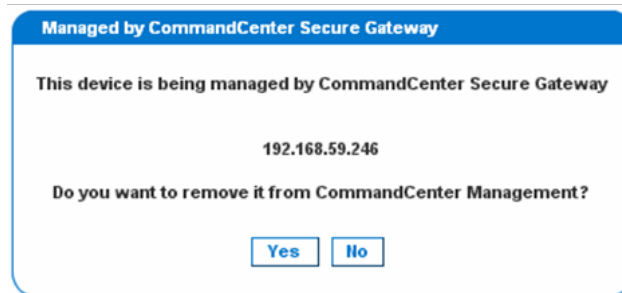 Managed by CommandCenter Secure Gateway
This device is being managed by CommandCenter Secure Gateway
192.168.59.246
Do you want to remove it from CommandCenter Management?
Yes No